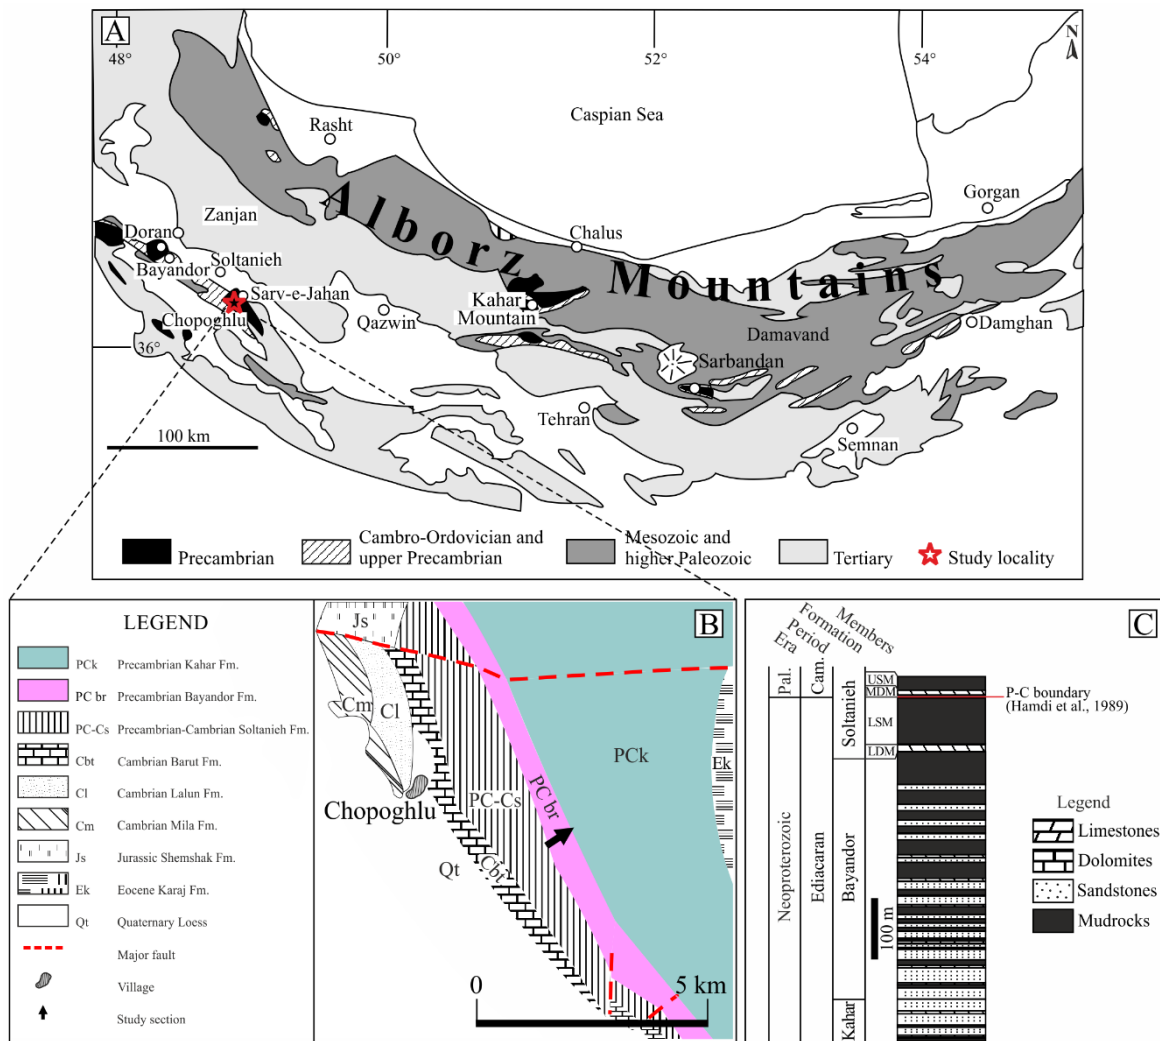 A
48°
50°
52°
54°
N
Caspian Sea
Rasht
Gorgan
Zanjan
Alborz Mountains
Doran
Chalus
Bayandor
Soltanieh
Sarv-e-Jahan
Kahar
Mountain
Chopoghlu
Qazwin
Damavand
Damghan
36°
Sarbandan
Tehran
Semnan
100 km
Precambrian
Cambro-Ordovician and
upper Precambrian
Mesozoic and
higher Paleozoic
Tertiary
Study locality
LEGEND
PCk Precambrian Kahar Fm.
PC br Precambrian Bayandor Fm.
PC-Cs Precambrian-Cambrian Soltanieh Fm.
Cbt Cambrian Barut Fm.
Cl Cambrian Lalun Fm.
Cm Cambrian Mila Fm.
Js Jurassic Shemshak Fm.
Ek Eocene Karaj Fm.
Qt Quaternary Loess
Major fault
Village
Study section
B
Js
Cm
Cl
PCk
Ek
PC-Cs
PC br
Chopoghlu
Qt
Cbt
0
5 km
C
Era
Period
Formation
Members
Pal.
Cam.
USM
MDM
LSM
LDM
Soltanieh
P-C boundary
(Hamdi et al., 1989)
Neoproterozoic
Ediacaran
Bayandor
Kahar
100 m
Legend
Limestones
Dolomites
Sandstones
Mudrocks